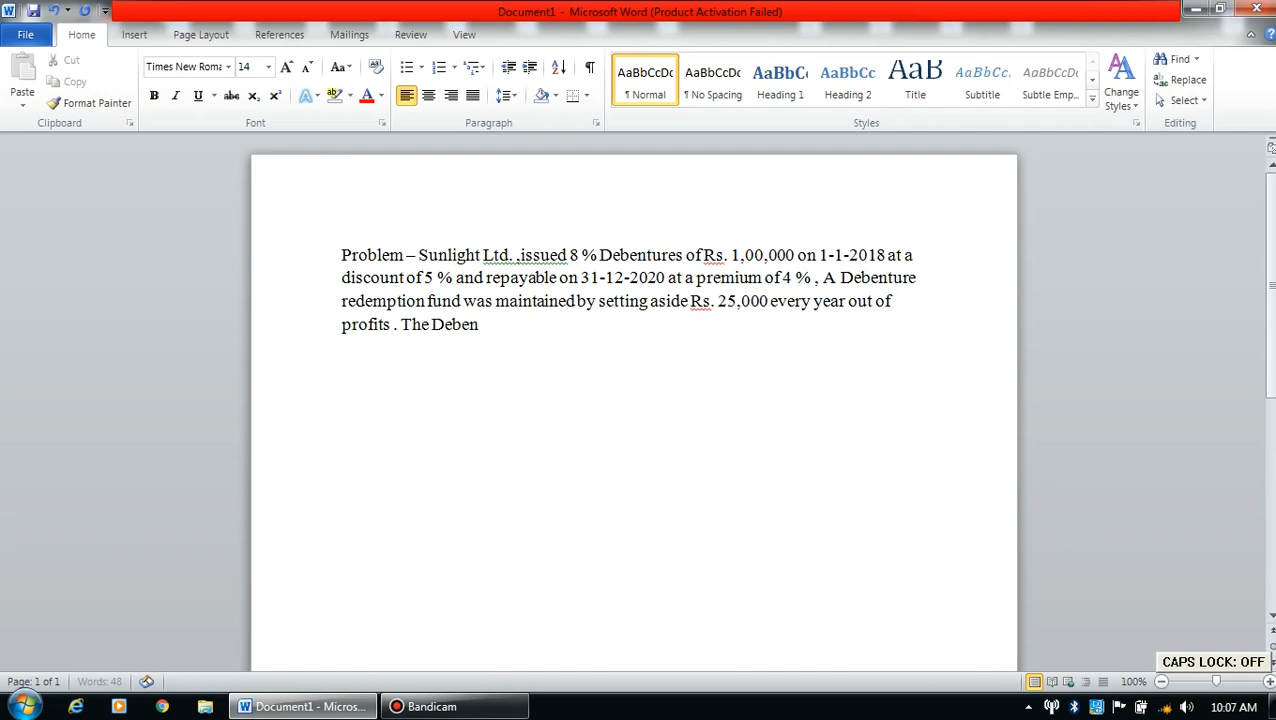 Document1 - Microsoft Word (Product Activation Failed)
File Home Insert Page Layout References Mailings Review View
Paste
Cut
Copy
Format Painter
Clipboard
Times New Roma 14
Font
Paragraph
AaBbCcDc AaBbCcDc AaBbCc AaBbCc AaB AaBbCc. AaBbCcDc
¶ Normal ¶ No Spacing Heading 1 Heading 2 Title Subtitle Subtle Emp...
Change
Styles
Styles
Find
Replace
Select
Editing
Problem – Sunlight Ltd. ,issued 8 % Debentures of Rs. 1,00,000 on 1-1-2018 at a
discount of 5 % and repayable on 31-12-2020 at a premium of 4 % , A Debenture
redemption fund was maintained by setting aside Rs. 25,000 every year out of
profits . The Deben
CAPS LOCK: OFF
Page: 1 of 1 Words: 48 100%
Document1 - Micros... Bandicam 10:07 AM